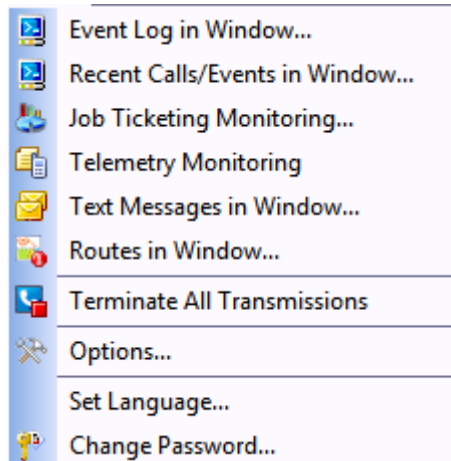 Event Log in Window...
Recent Calls/Events in Window...
Job Ticketing Monitoring...
Telemetry Monitoring
Text Messages in Window...
Routes in Window...
Terminate All Transmissions
Options...
Set Language...
Change Password...